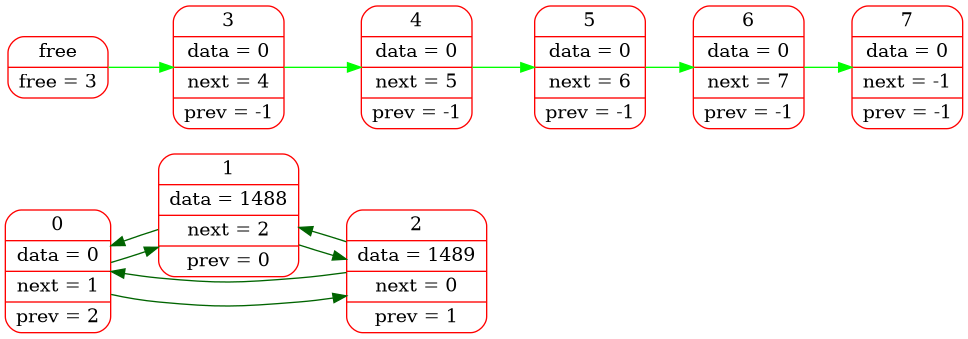 free
free = 3
3
data = 0
next = 4
prev = -1
4
data = 0
next = 5
prev = -1
5
data = 0
next = 6
prev = -1
6
data = 0
next = 7
prev = -1
7
data = 0
next = -1
prev = -1
0
data = 0
next = 1
prev = 2
1
data = 1488
next = 2
prev = 0
2
data = 1489
next = 0
prev = 1